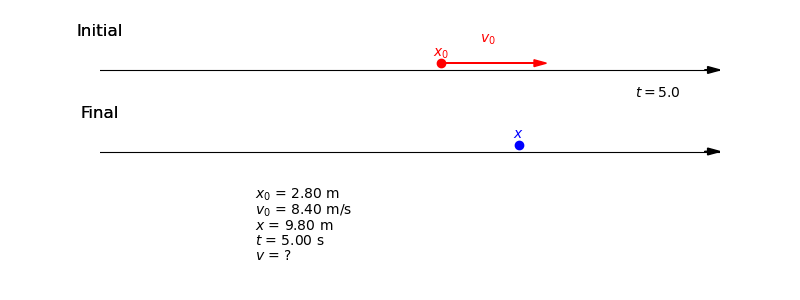 Initial
v₀
x₀
t = 5.0
Final
x
x₀ = 2.80 m
v₀ = 8.40 m/s
x = 9.80 m
t = 5.00 s
v = ?